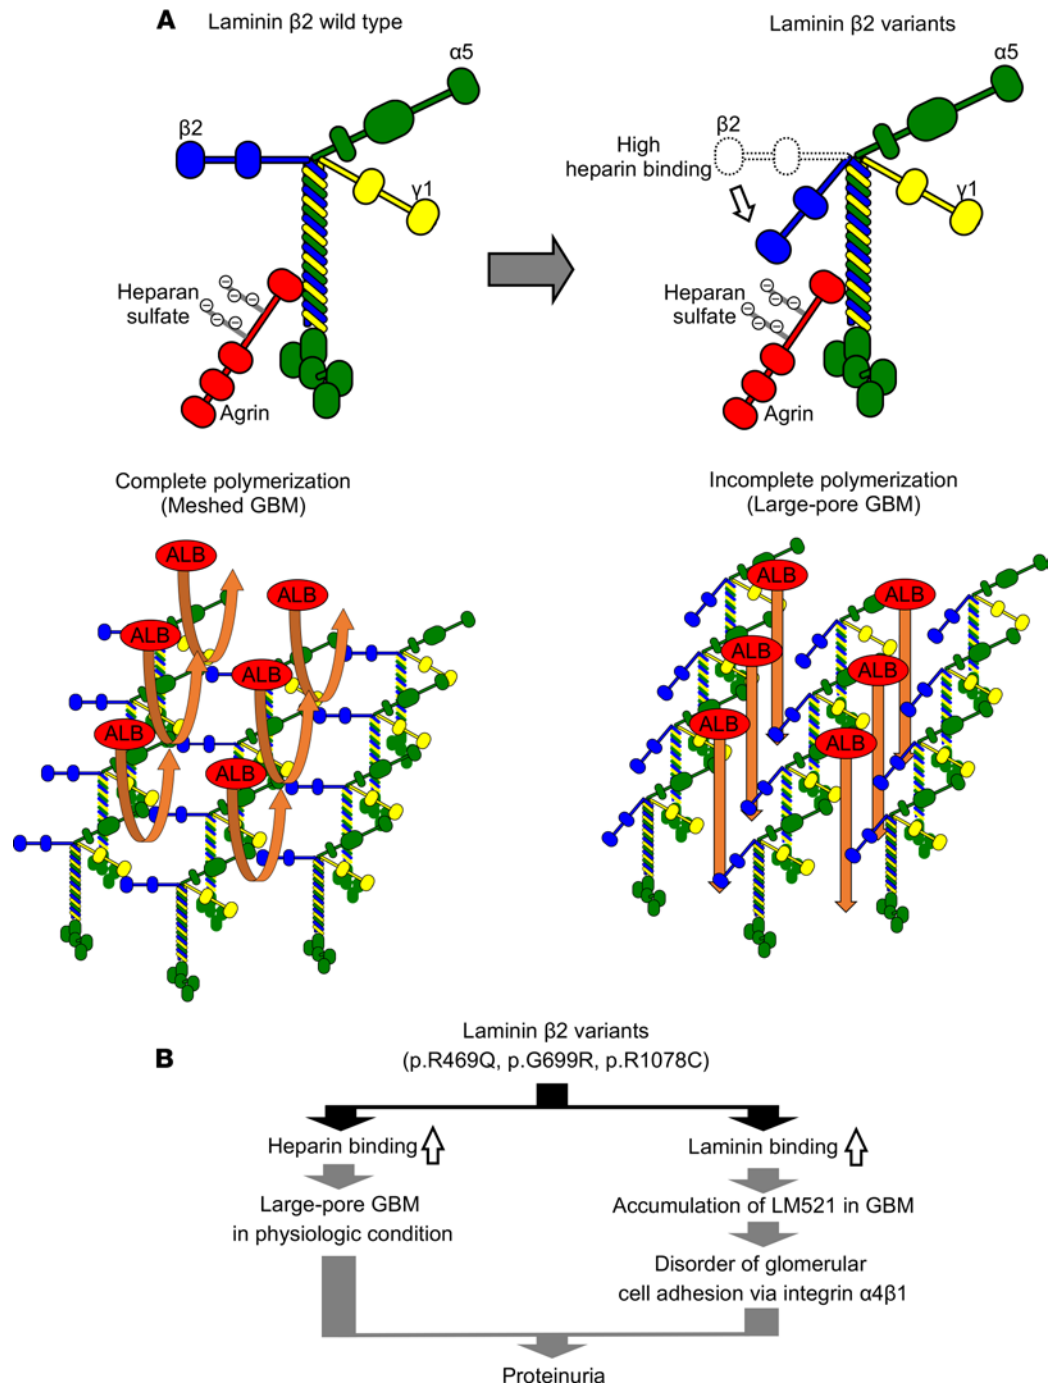 A
Laminin β2 wild type
Laminin β2 variants
α5
β2
γ1
Heparan
sulfate
Agrin
α5
β2
High
heparin binding
γ1
Heparan
sulfate
Agrin
Complete polymerization
(Meshed GBM)
Incomplete polymerization
(Large-pore GBM)
ALB
ALB
ALB
ALB
ALB
ALB
ALB
ALB
ALB
ALB
ALB
ALB
B
Laminin β2 variants
(p.R469Q, p.G699R, p.R1078C)
Heparin binding
Laminin binding
Large-pore GBM
in physiologic condition
Accumulation of LM521 in GBM
Disorder of glomerular
cell adhesion via integrin α4β1
Proteinuria